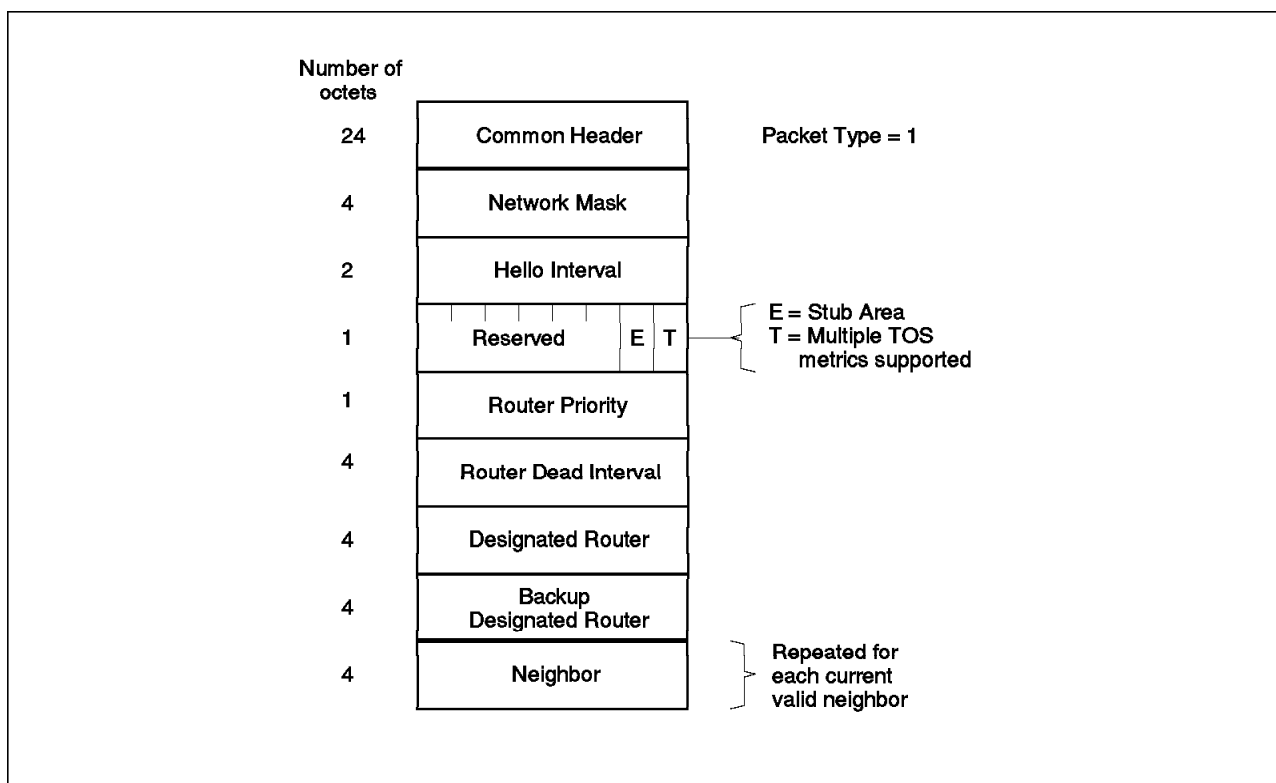 Number of
octets
24 Common Header Packet Type = 1
4 Network Mask
2 Hello Interval
1 Reserved E T
E = Stub Area
T = Multiple TOS
metrics supported
1 Router Priority
4 Router Dead Interval
4 Designated Router
4 Backup
Designated Router
4 Neighbor
Repeated for
each current
valid neighbor